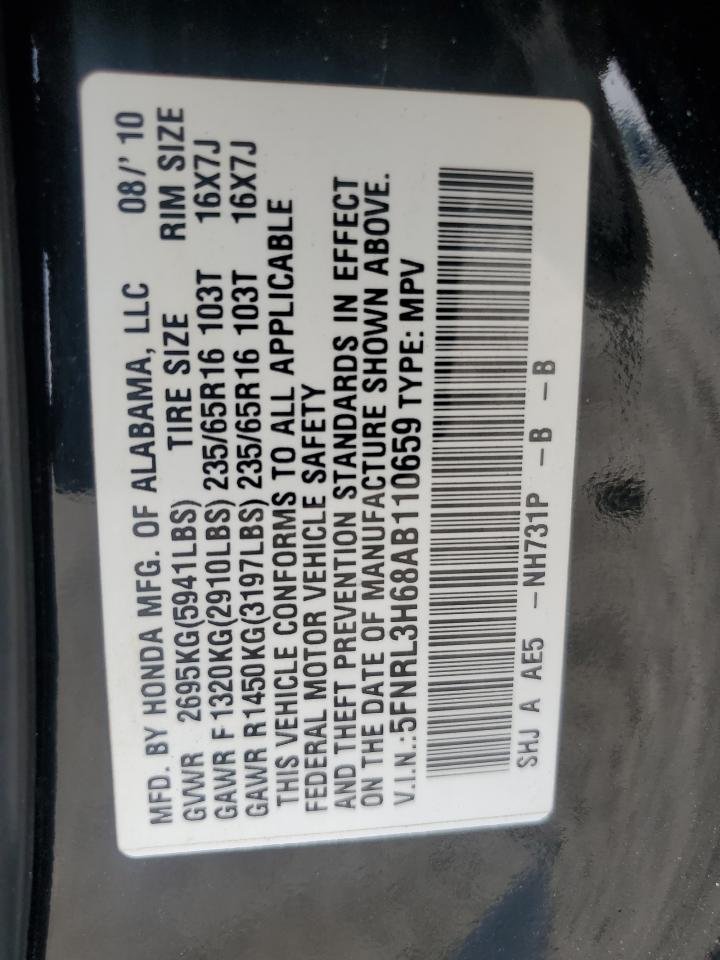 MFD. BY HONDA MFG. OF ALABAMA, LLC 08/' 10
GVWR 2695KG(5941LBS) TIRE SIZE RIM SIZE
GAWR F 1320KG(2910LBS) 235/65R16 103T 16X7J
GAWR R1450KG(3197LBS) 235/65R16 103T 16X7J
THIS VEHICLE CONFORMS TO ALL APPLICABLE
FEDERAL MOTOR VEHICLE SAFETY
AND THEFT PREVENTION STANDARDS IN EFFECT
ON THE DATE OF MANUFACTURE SHOWN ABOVE.
V.I.N.:5FNRL3H68AB110659 TYPE: MPV
SHJ A AE5 -NH731P -B -B